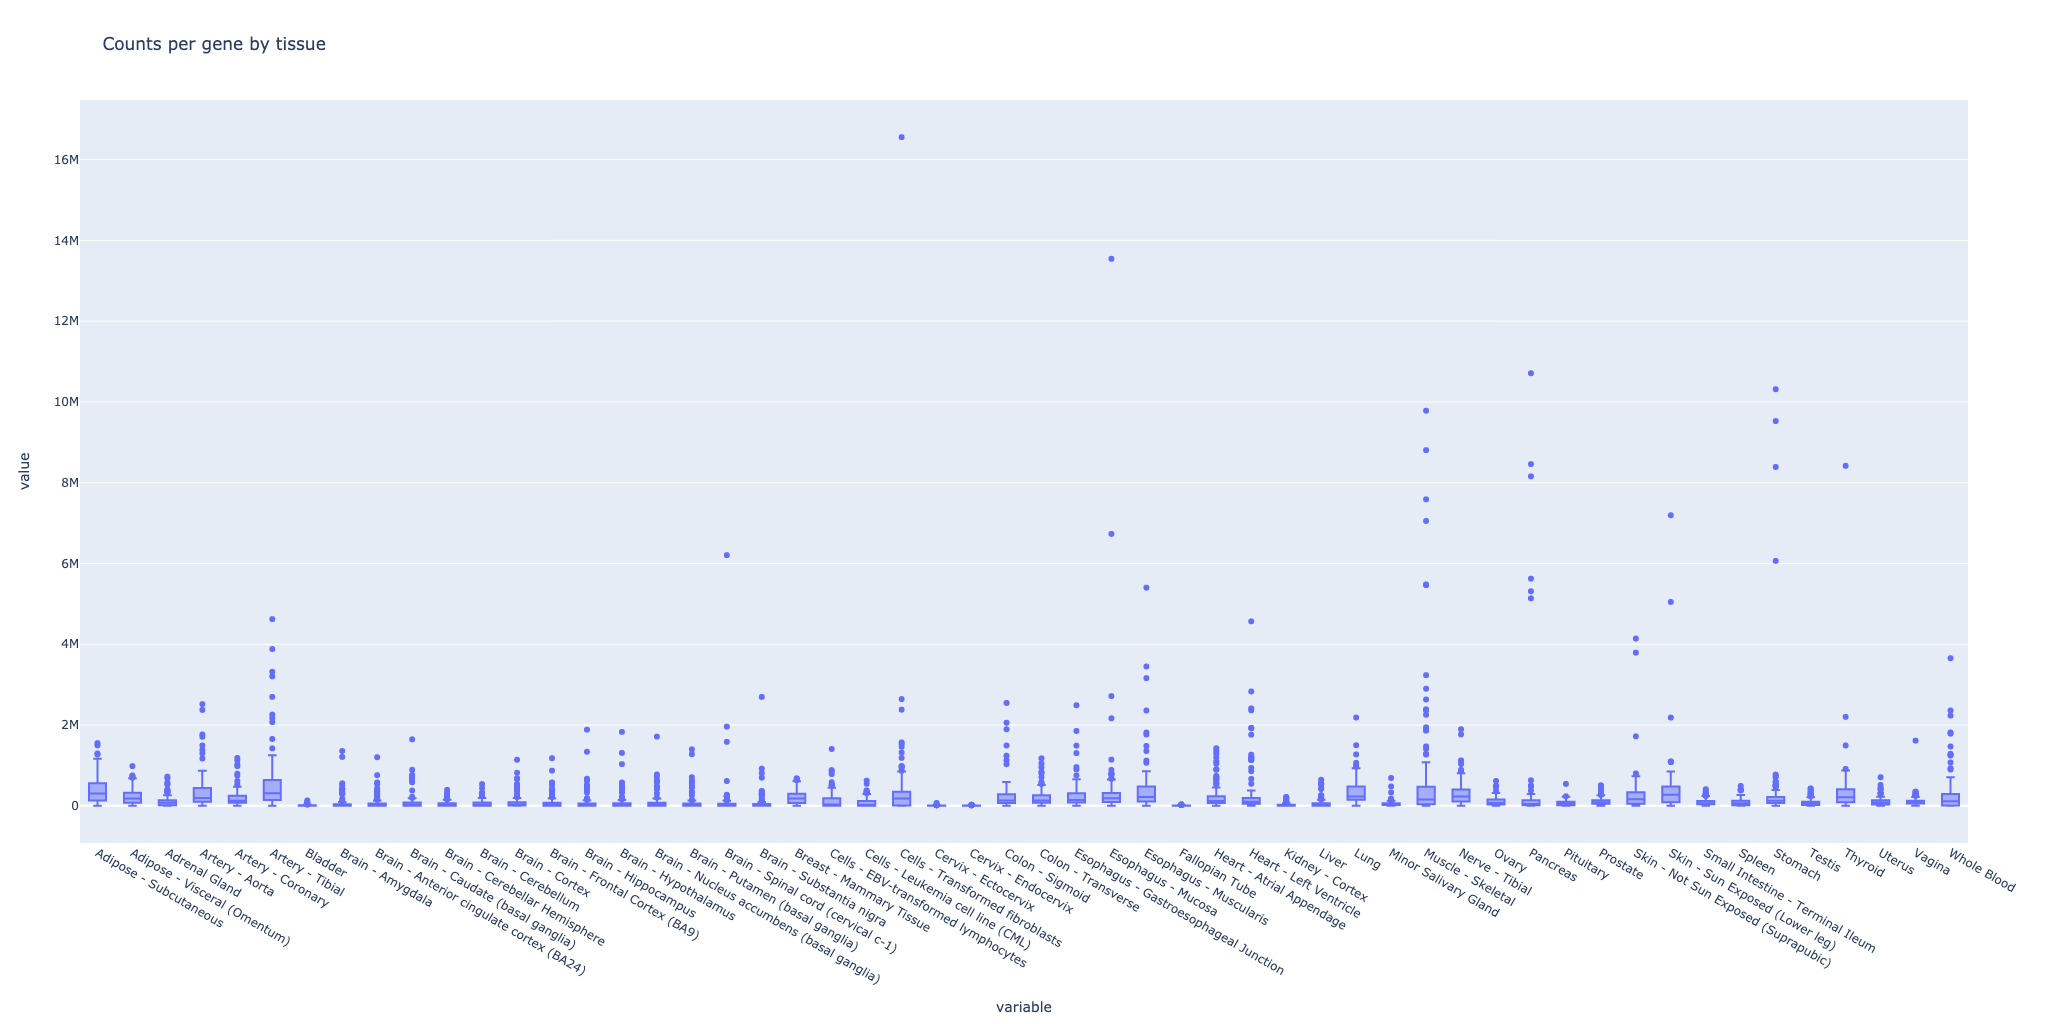 Counts per gene by tissue
16M
14M
12M
10M
8M
6M
4M
2M
0
value
Adipose - Subcutaneous
Adipose - Visceral (Omentum)
Adrenal Gland
Artery - Aorta
Artery - Coronary
Artery - Tibial
Bladder
Brain - Amygdala
Brain - Anterior cingulate cortex (BA24)
Brain - Caudate (basal ganglia)
Brain - Cerebellar Hemisphere
Brain - Cerebellum
Brain - Cortex
Brain - Frontal Cortex (BA9)
Brain - Hippocampus
Brain - Hypothalamus
Brain - Nucleus accumbens (basal ganglia)
Brain - Putamen (basal ganglia)
Brain - Spinal cord (cervical c-1)
Brain - Substantia nigra
Breast - Mammary Tissue
Cells - EBV-transformed lymphocytes
Cells - Leukemia cell line (CML)
Cells - Transformed fibroblasts
Cervix - Ectocervix
Cervix - Endocervix
Colon - Sigmoid
Colon - Transverse
Esophagus - Gastroesophageal Junction
Esophagus - Mucosa
Esophagus - Muscularis
Fallopian Tube
Heart - Atrial Appendage
Heart - Left Ventricle
Kidney - Cortex
Liver
Lung
Minor Salivary Gland
Muscle - Skeletal
Nerve - Tibial
Ovary
Pancreas
Pituitary
Prostate
Skin - Not Sun Exposed (Suprapubic)
Skin - Sun Exposed (Lower leg)
Small Intestine - Terminal Ileum
Spleen
Stomach
Testis
Thyroid
Uterus
Vagina
Whole Blood
variable